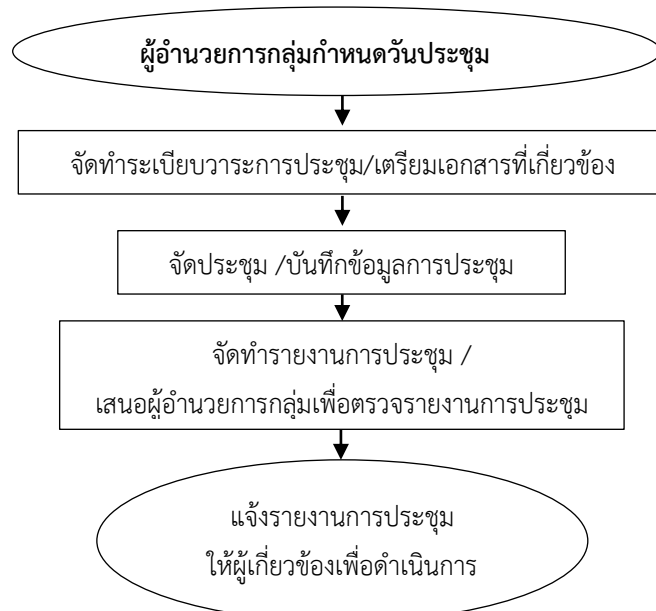 ผู้อำนวยการกลุ่มกำหนดวันประชุม
จัดทำระเบียบวาระการประชุม/เตรียมเอกสารที่เกี่ยวข้อง
จัดประชุม /บันทึกข้อมูลการประชุม
จัดทำรายงานการประชุม /
เสนอผู้อำนวยการกลุ่มเพื่อตรวจรายงานการประชุม
แจ้งรายงานการประชุม
ให้ผู้เกี่ยวข้องเพื่อดำเนินการ